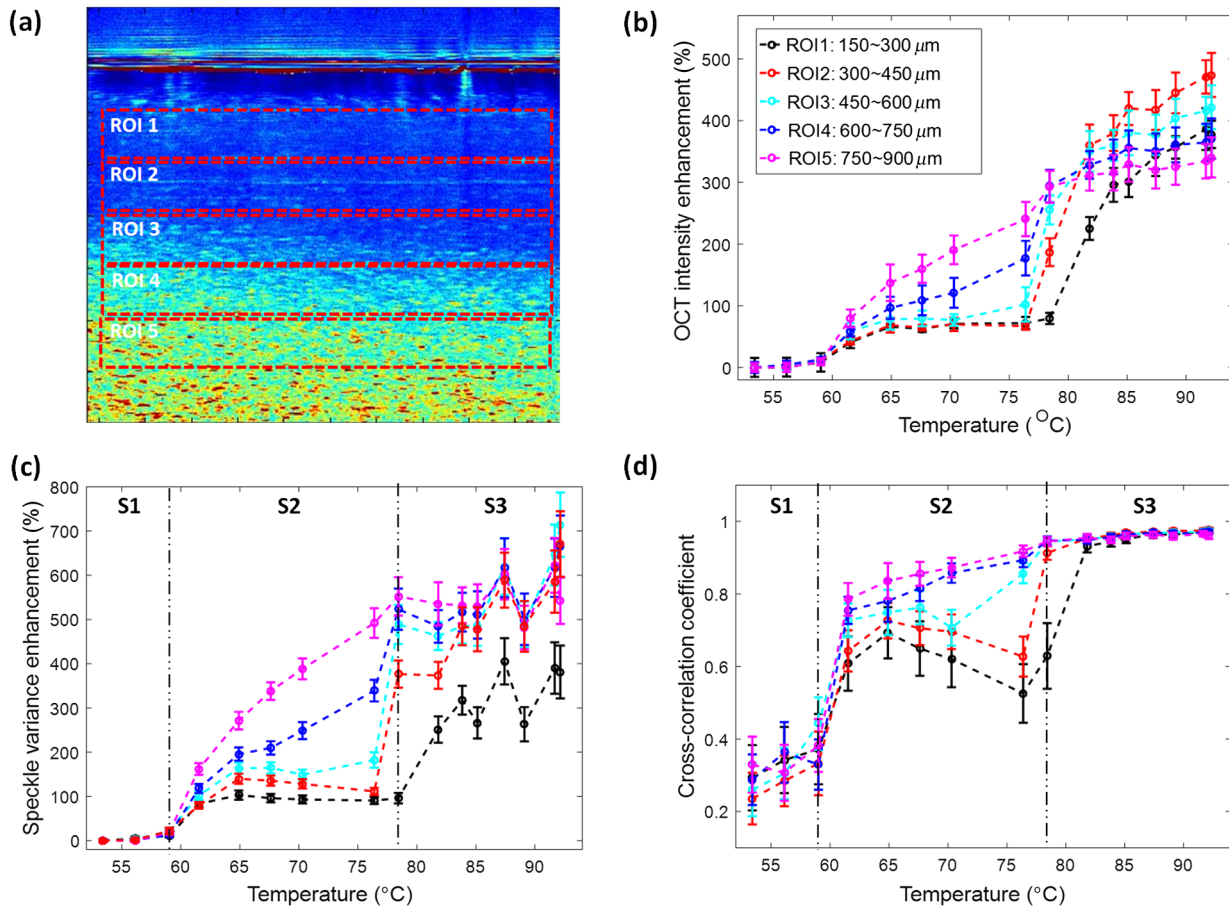 (a)
ROI 1
ROI 2
ROI 3
ROI 4
ROI 5
(b)
OCT intensity enhancement (%)
500
400
300
200
100
0
ROI1: 150~300 μm
ROI2: 300~450 μm
ROI3: 450~600 μm
ROI4: 600~750 μm
ROI5: 750~900 μm
55 60 65 70 75 80 85 90
Temperature (°C)
(c)
Speckle variance enhancement (%)
800
700
600
500
400
300
200
100
0
S1 S2 S3
55 60 65 70 75 80 85 90
Temperature (°C)
(d)
Cross-correlation coefficient
1
0.8
0.6
0.4
0.2
S1 S2 S3
55 60 65 70 75 80 85 90
Temperature (°C)